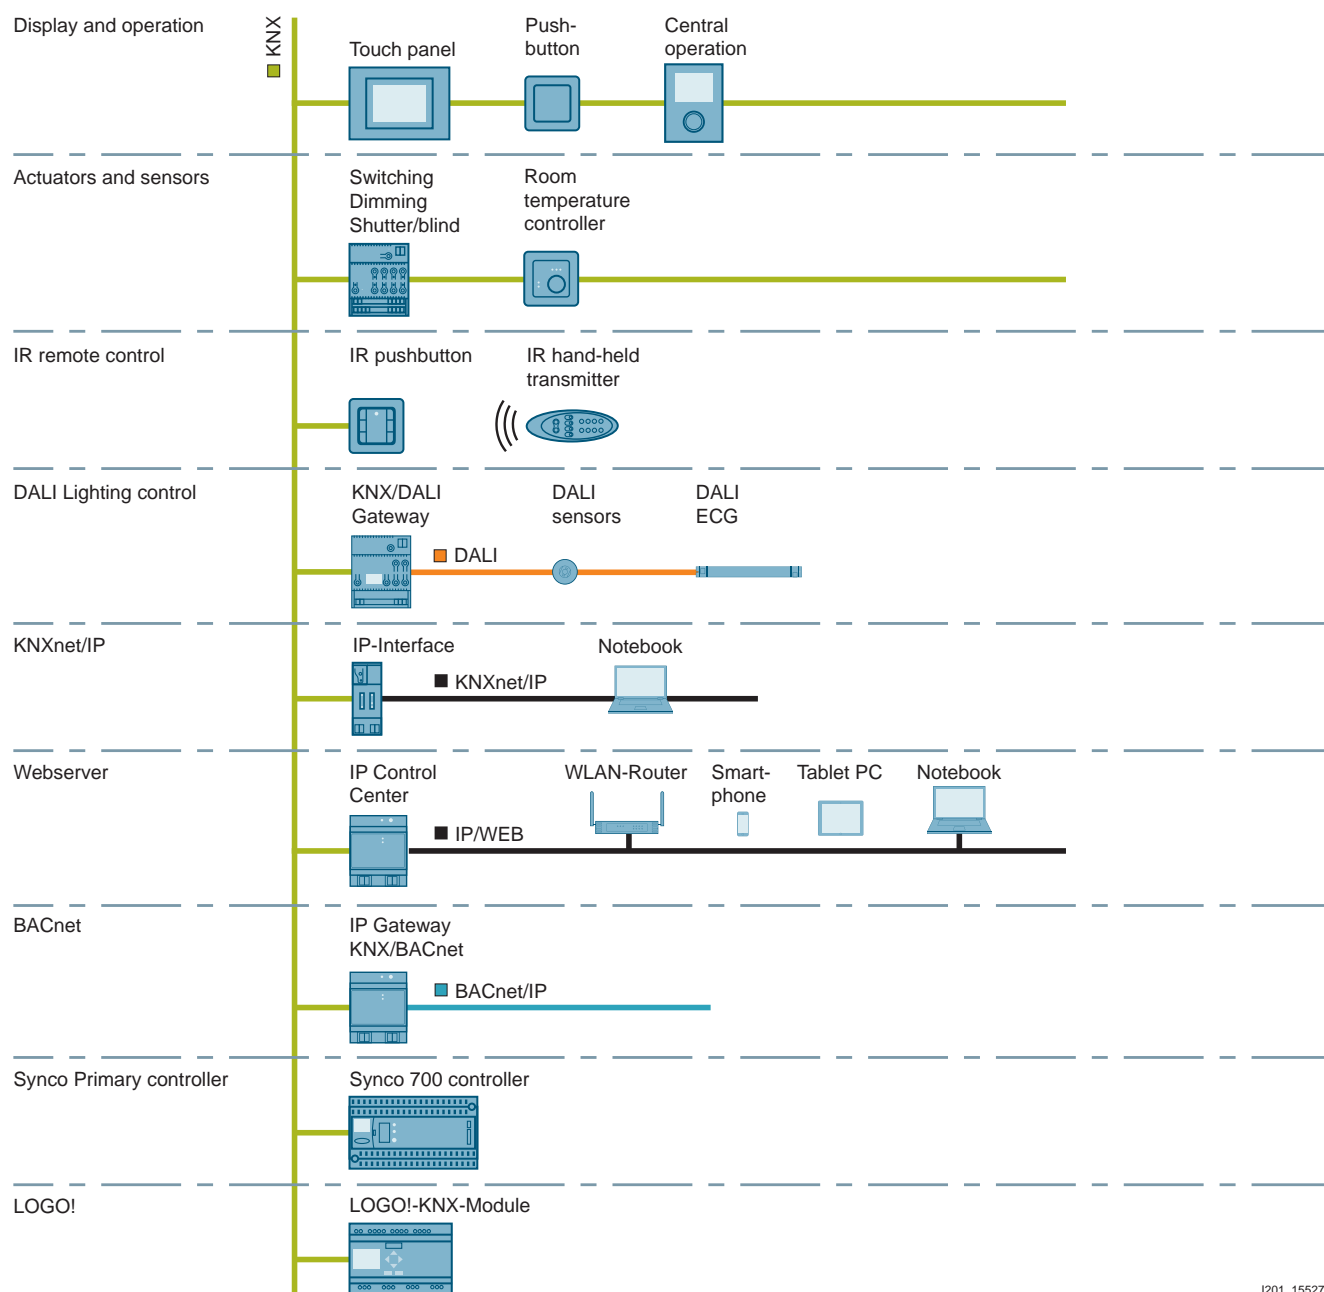 Display and operation
KNX
Touch panel
Push-
button
Central
operation
Actuators and sensors
Switching
Dimming
Shutter/blind
Room
temperature
controller
IR remote control
IR pushbutton
IR hand-held
transmitter
DALI Lighting control
KNX/DALI
Gateway
DALI
sensors
DALI
ECG
DALI
KNXnet/IP
IP-Interface
Notebook
KNXnet/IP
Webserver
IP Control
Center
WLAN-Router
Smart-
phone
Tablet PC
Notebook
IP/WEB
BACnet
IP Gateway
KNX/BACnet
BACnet/IP
Synco Primary controller
Synco 700 controller
LOGO!
LOGO!-KNX-Module
I201_15527